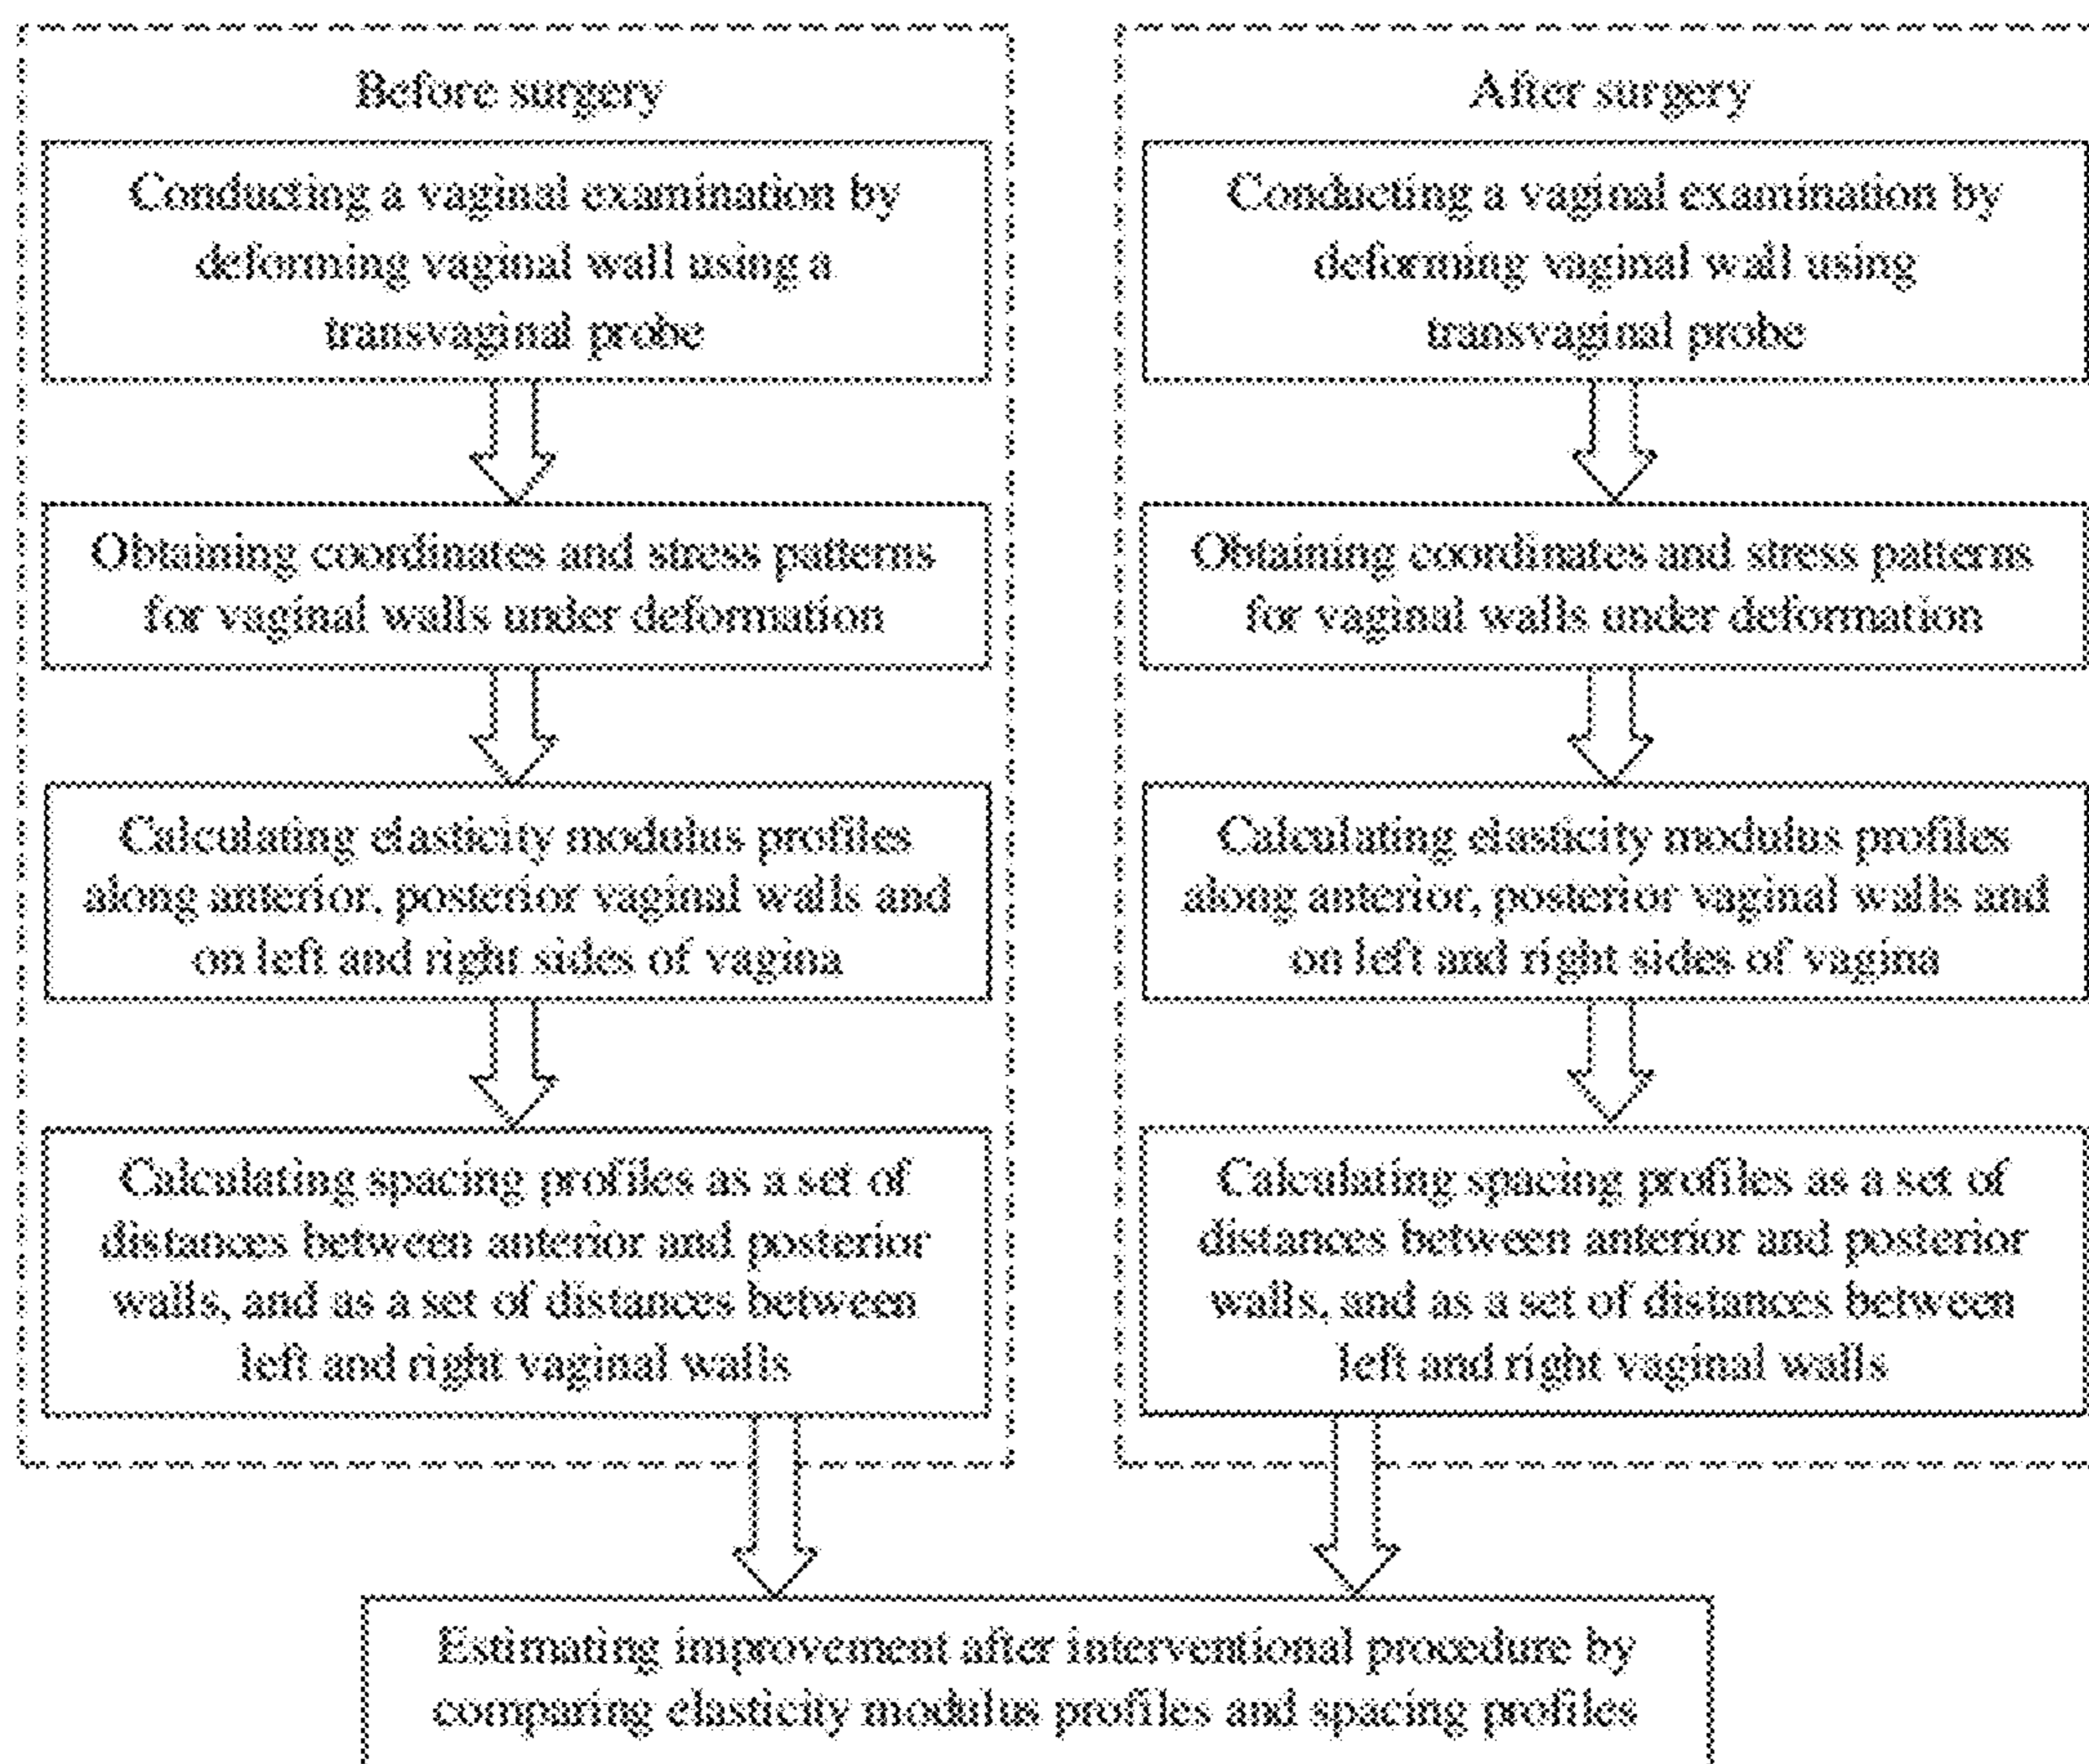 Before surgery
Conducting a vaginal examination by
deforming vaginal wall using a
transvaginal probe
Obtaining coordinates and stress patterns
for vaginal walls under deformation
Calculating elasticity modulus profiles
along anterior, posterior vaginal walls and
on left and right sides of vagina
Calculating spacing profiles as a set of
distances between anterior and posterior
walls, and as a set of distances between
left and right vaginal walls
After surgery
Conducting a vaginal examination by
deforming vaginal wall using
transvaginal probe
Obtaining coordinates and stress patterns
for vaginal walls under deformation
Calculating elasticity modulus profiles
along anterior, posterior vaginal walls and
on left and right sides of vagina
Calculating spacing profiles as a set of
distances between anterior and posterior
walls, and as a set of distances between
left and right vaginal walls
Estimating improvement after interventional procedure by
comparing elasticity modulus profiles and spacing profiles